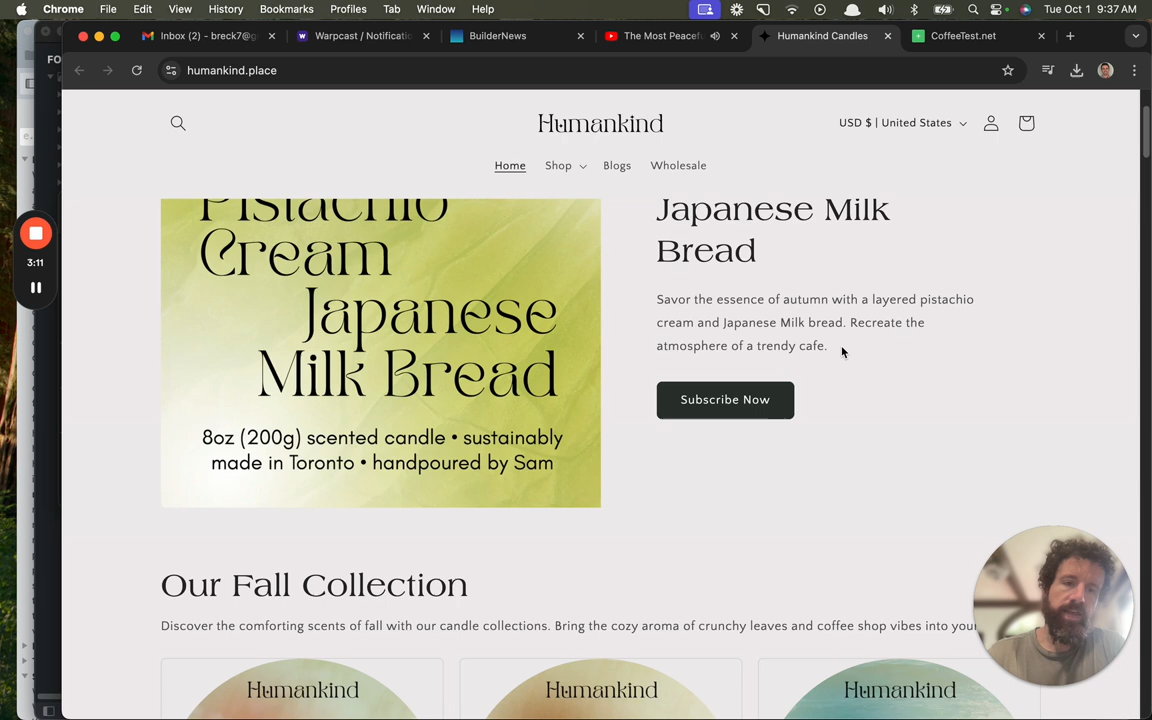 Chrome File Edit View History Bookmarks Profiles Tab Window Help Tue Oct 1 9:37 AM
Inbox (2) - breck7@g Warpcast / Notificatio BuilderNews The Most Peacef Humankind Candles CoffeeTest.net
FO
humankind.place
Humankind
USD $ | United States
Home Shop Blogs Wholesale
3:11
Pistachio
Cream
Japanese
Milk Bread
8oz (200g) scented candle • sustainably
made in Toronto • handpoured by Sam
Japanese Milk
Bread
Savor the essence of autumn with a layered pistachio
cream and Japanese Milk bread. Recreate the
atmosphere of a trendy cafe.
Subscribe Now
Our Fall Collection
Discover the comforting scents of fall with our candle collections. Bring the cozy aroma of crunchy leaves and coffee shop vibes into your
Humankind Humankind Humankind